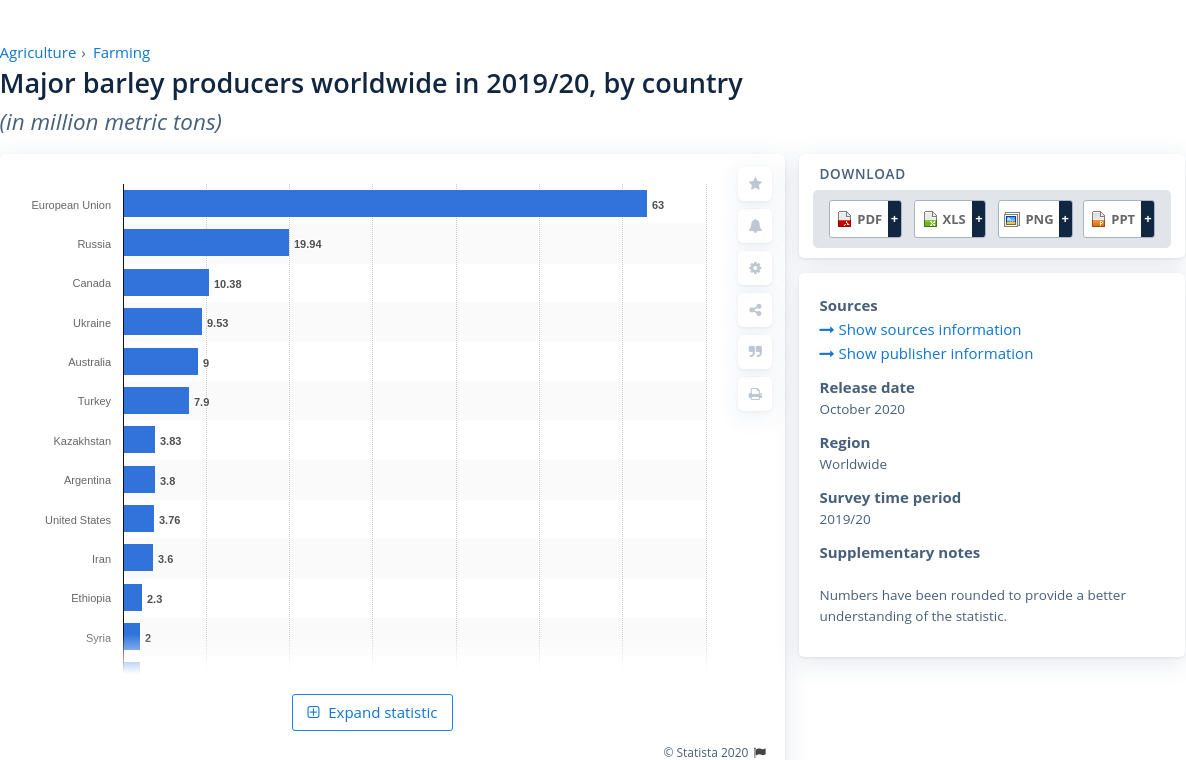 Agriculture › Farming
Major barley producers worldwide in 2019/20, by country
(in million metric tons)
European Union 63
Russia 19.94
Canada 10.38
Ukraine 9.53
Australia 9
Turkey 7.9
Kazakhstan 3.83
Argentina 3.8
United States 3.76
Iran 3.6
Ethiopia 2.3
Syria 2
Expand statistic
© Statista 2020
DOWNLOAD
PDF + XLS + PNG + PPT +
Sources
Show sources information
Show publisher information
Release date
October 2020
Region
Worldwide
Survey time period
2019/20
Supplementary notes
Numbers have been rounded to provide a better
understanding of the statistic.